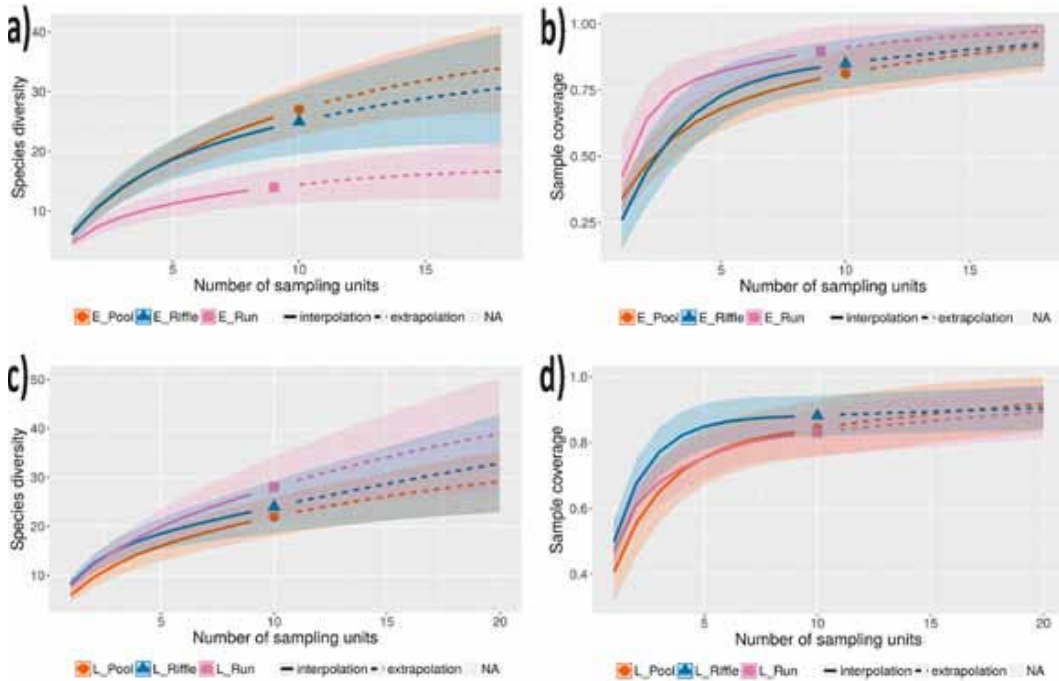 a)
40
30
20
10
Species diversity
5 10 15
Number of sampling units
E_Pool E_Riffle E_Run interpolation extrapolation NA
b)
1.00
0.75
0.50
0.25
Sample coverage
5 10 15
Number of sampling units
E_Pool E_Riffle E_Run interpolation extrapolation NA
c)
50
40
30
20
10
Species diversity
5 10 15 20
Number of sampling units
L_Pool L_Riffle L_Run interpolation extrapolation NA
d)
1.0
0.8
0.6
0.4
Sample coverage
5 10 15 20
Number of sampling units
L_Pool L_Riffle L_Run interpolation extrapolation NA